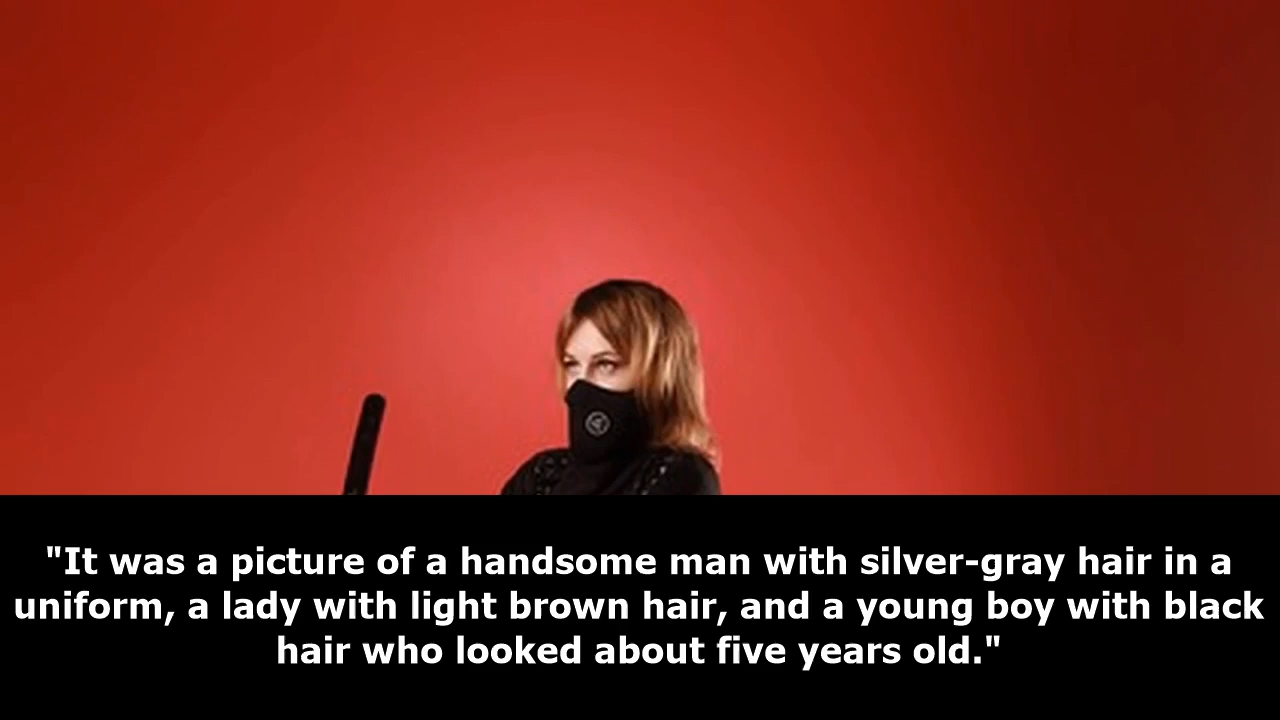 "It was a picture of a handsome man with silver-gray hair in a
uniform, a lady with light brown hair, and a young boy with black
hair who looked about five years old."